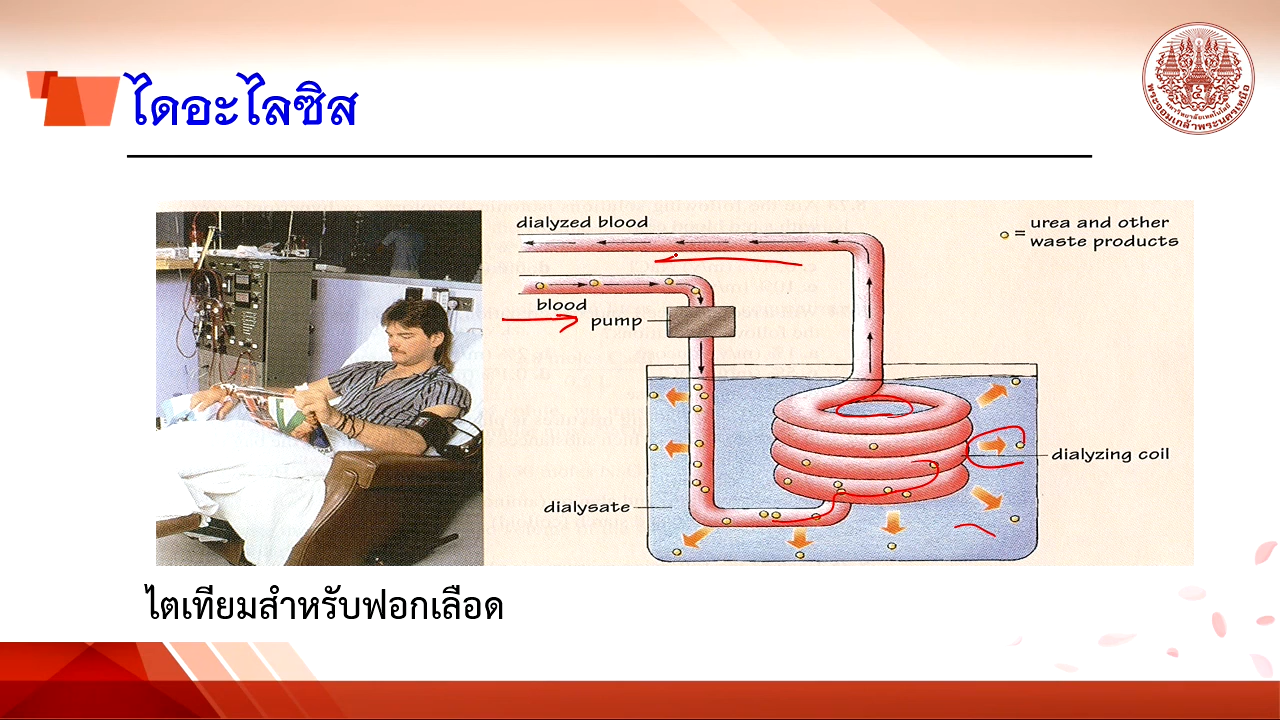 ไดอะไลซิส
dialyzed blood
= urea and other
waste products
blood
pump
dialyzing coil
dialysate
ไตเทียมสำหรับฟอกเลือด